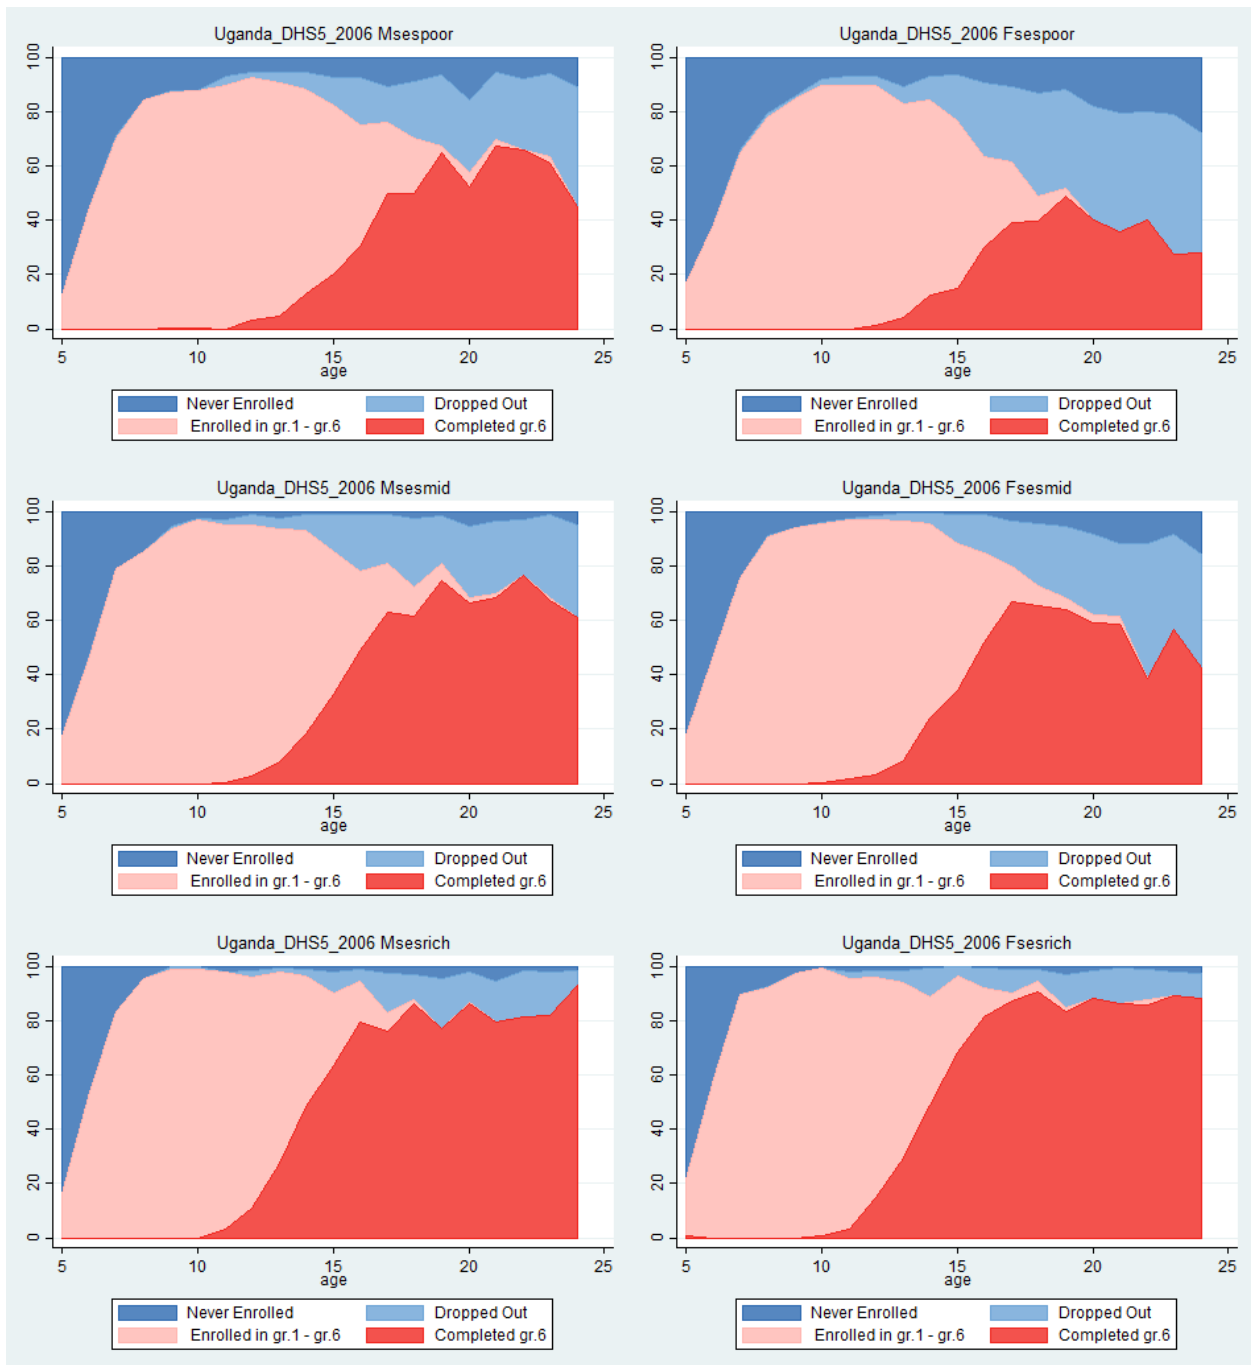 Uganda_DHS5_2006 Msespoor
100
80
60
40
20
0
5 10 15 20 25
age
Never Enrolled Dropped Out
Enrolled in gr.1 - gr.6 Completed gr.6
Uganda_DHS5_2006 Fsespoor
100
80
60
40
20
0
5 10 15 20 25
age
Never Enrolled Dropped Out
Enrolled in gr.1 - gr.6 Completed gr.6
Uganda_DHS5_2006 Msesmid
100
80
60
40
20
0
5 10 15 20 25
age
Never Enrolled Dropped Out
Enrolled in gr.1 - gr.6 Completed gr.6
Uganda_DHS5_2006 Fsesmid
100
80
60
40
20
0
5 10 15 20 25
age
Never Enrolled Dropped Out
Enrolled in gr.1 - gr.6 Completed gr.6
Uganda_DHS5_2006 Msesrich
100
80
60
40
20
0
5 10 15 20 25
age
Never Enrolled Dropped Out
Enrolled in gr.1 - gr.6 Completed gr.6
Uganda_DHS5_2006 Fsesrich
100
80
60
40
20
0
5 10 15 20 25
age
Never Enrolled Dropped Out
Enrolled in gr.1 - gr.6 Completed gr.6